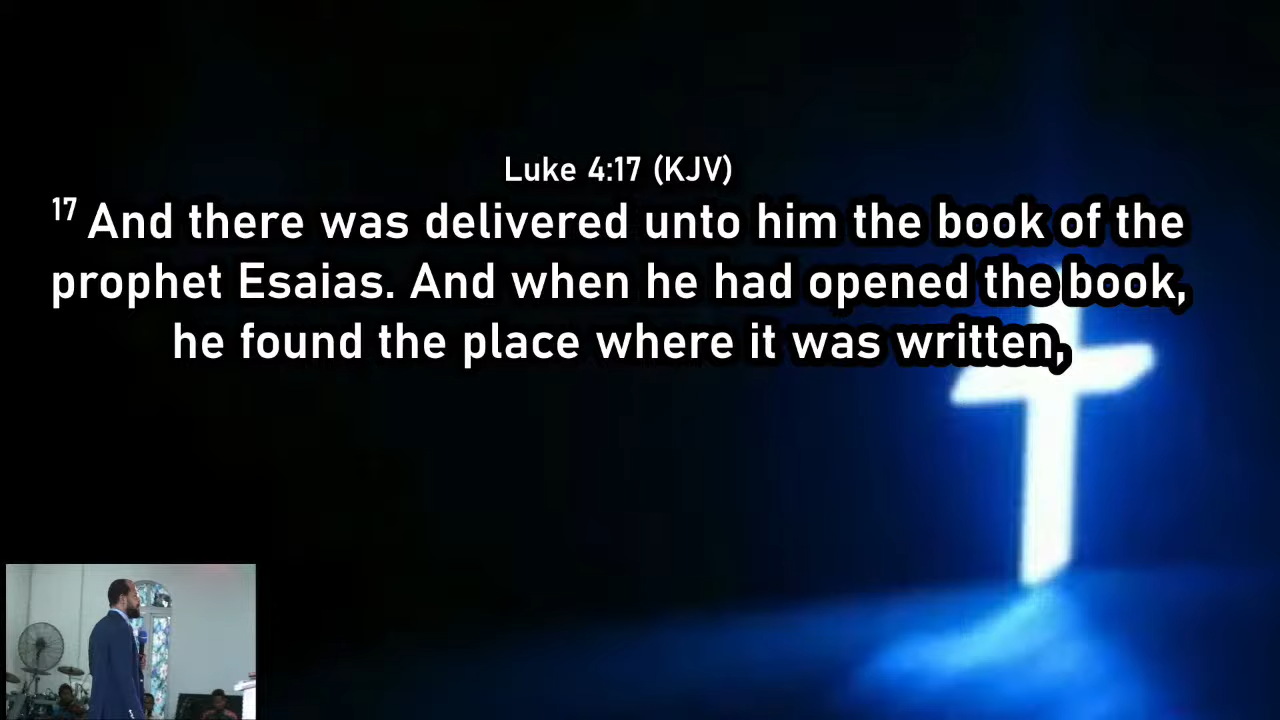 Luke 4:17 (KJV)
17 And there was delivered unto him the book of the
prophet Esaias. And when he had opened the book,
he found the place where it was written,